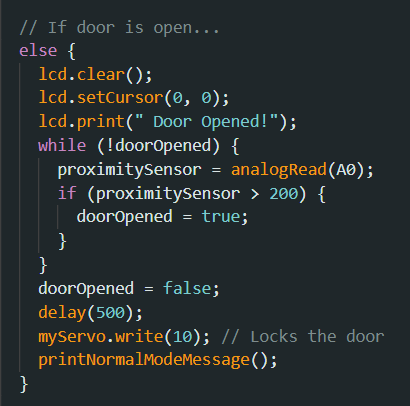 // If door is open...
else {
  lcd.clear();
  lcd.setCursor(0, 0);
  lcd.print(" Door Opened!");
  while (!doorOpened) {
    proximitySensor = analogRead(A0);
    if (proximitySensor > 200) {
      doorOpened = true;
    }
  }
  doorOpened = false;
  delay(500);
  myServo.write(10); // Locks the door
  printNormalModeMessage();
}